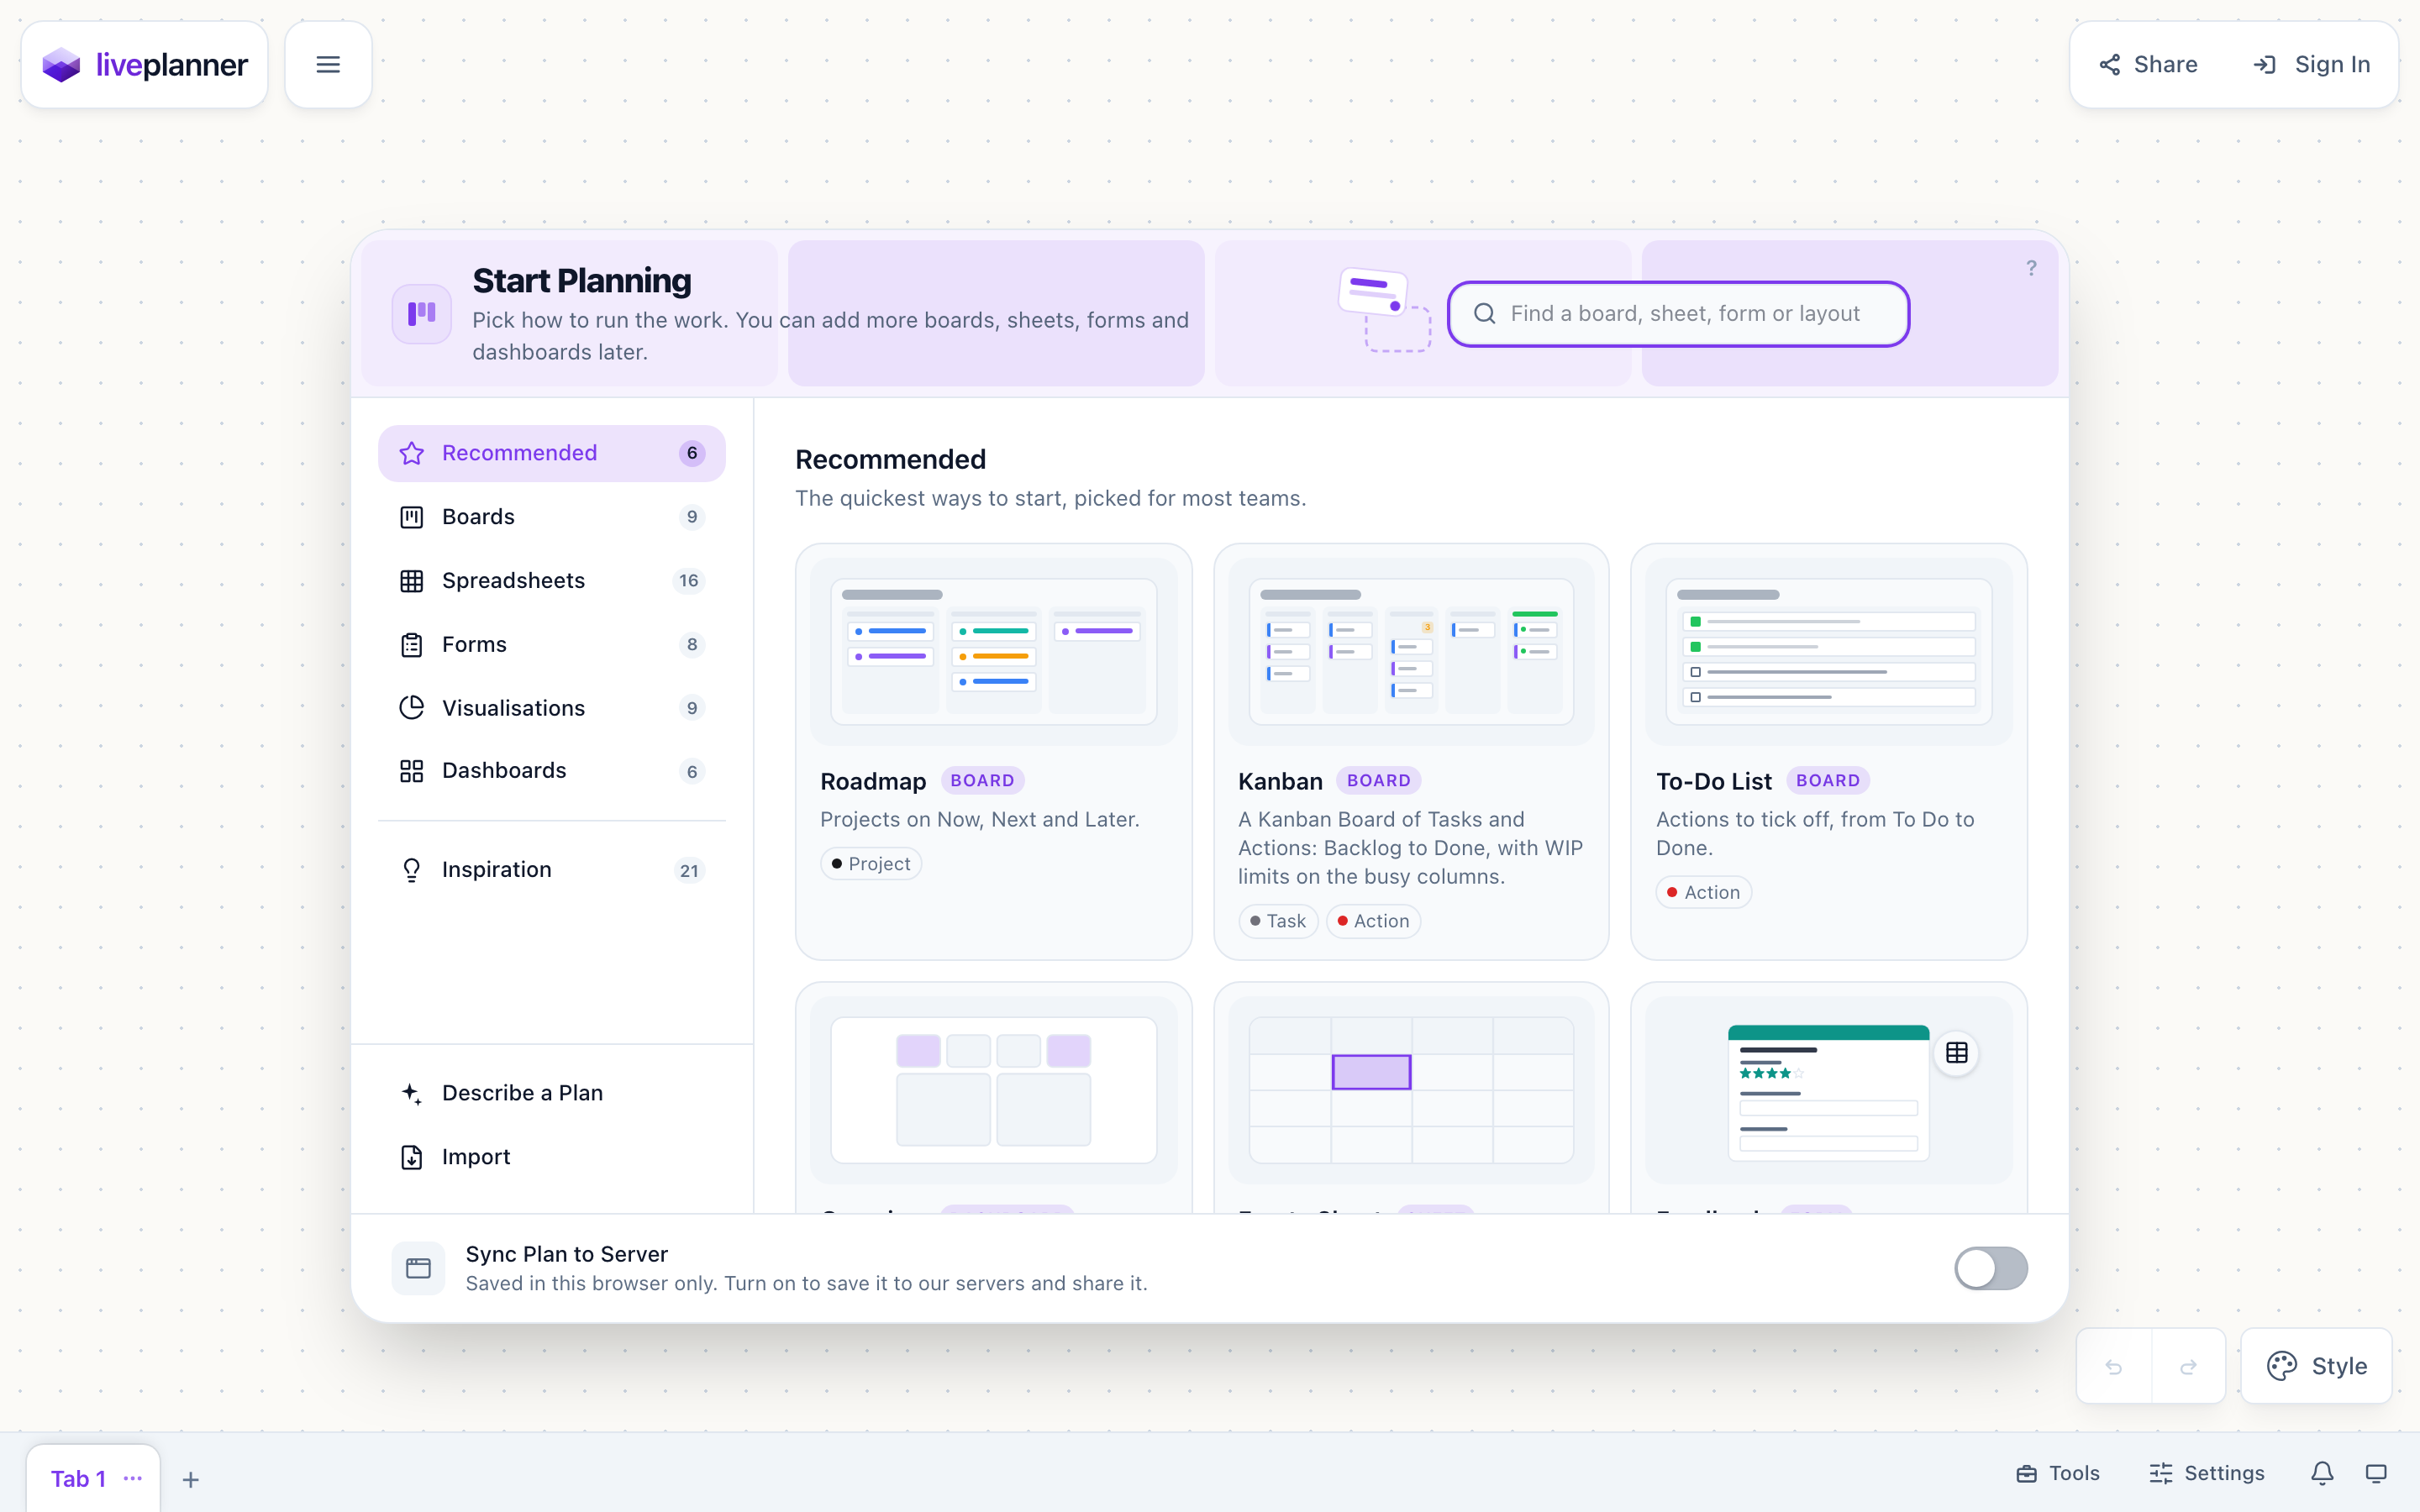 liveplanner
Share
Sign In
Start Planning
Pick how to run the work. You can add more boards, sheets, forms and
dashboards later.
Find a board, sheet, form or layout
?
Recommended 6
Boards 9
Spreadsheets 16
Forms 8
Visualisations 9
Dashboards 6
Inspiration 21
Describe a Plan
Import
Recommended
The quickest ways to start, picked for most teams.
Roadmap BOARD
Projects on Now, Next and Later.
Project
3
Kanban BOARD
A Kanban Board of Tasks and
Actions: Backlog to Done, with WIP
limits on the busy columns.
Task Action
To-Do List BOARD
Actions to tick off, from To Do to
Done.
Action
Sync Plan to Server
Saved in this browser only. Turn on to save it to our servers and share it.
Style
Tab 1
Tools
Settings